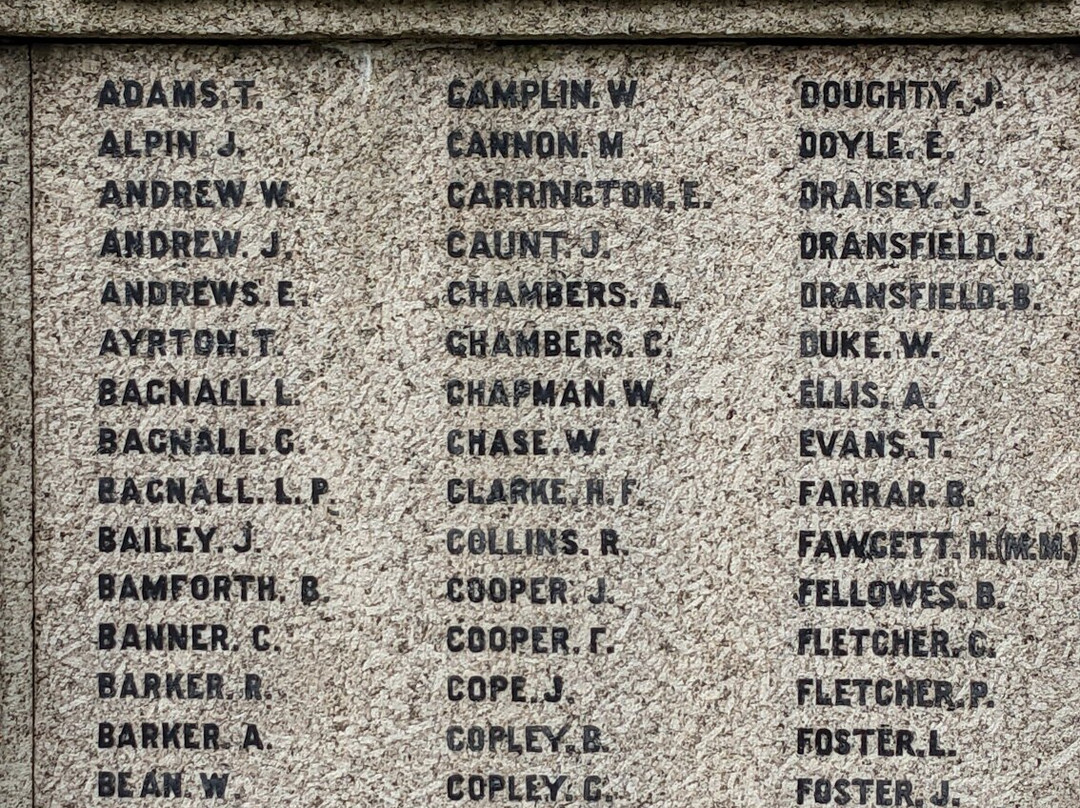 ADAMS. T.
ALPIN. J.
ANDREW W.
ANDREW. J.
ANDREWS. E.
AYRTON. T.
BAGNALL. L.
BAGNALL. G.
BAGNALL. L. P.
BAILEY. J.
BAMFORTH. B.
BANNER. C.
BARKER. R.
BARKER. A.
BEAN. W.
CAMPLIN. W.
CANNON. M
CARRINGTON. E.
CAUNT. J.
CHAMBERS. A.
CHAMBERS. C.
CHAPMAN. W.
CHASE. W.
CLARKE. H. F.
COLLINS. R.
COOPER. J.
COOPER. F.
COPE. J.
COPLEY. B.
COPLEY. G.
DOUGHTY. J.
DOYLE. E.
DRAISEY. J.
DRANSFIELD. J.
DRANSFIELD. B.
DUKE. W.
ELLIS. A.
EVANS. T.
FARRAR. B.
FAWCETT. H. (M.M.)
FELLOWES. B.
FLETCHER. G.
FLETCHER. P.
FOSTER. L.
FOSTER. J.